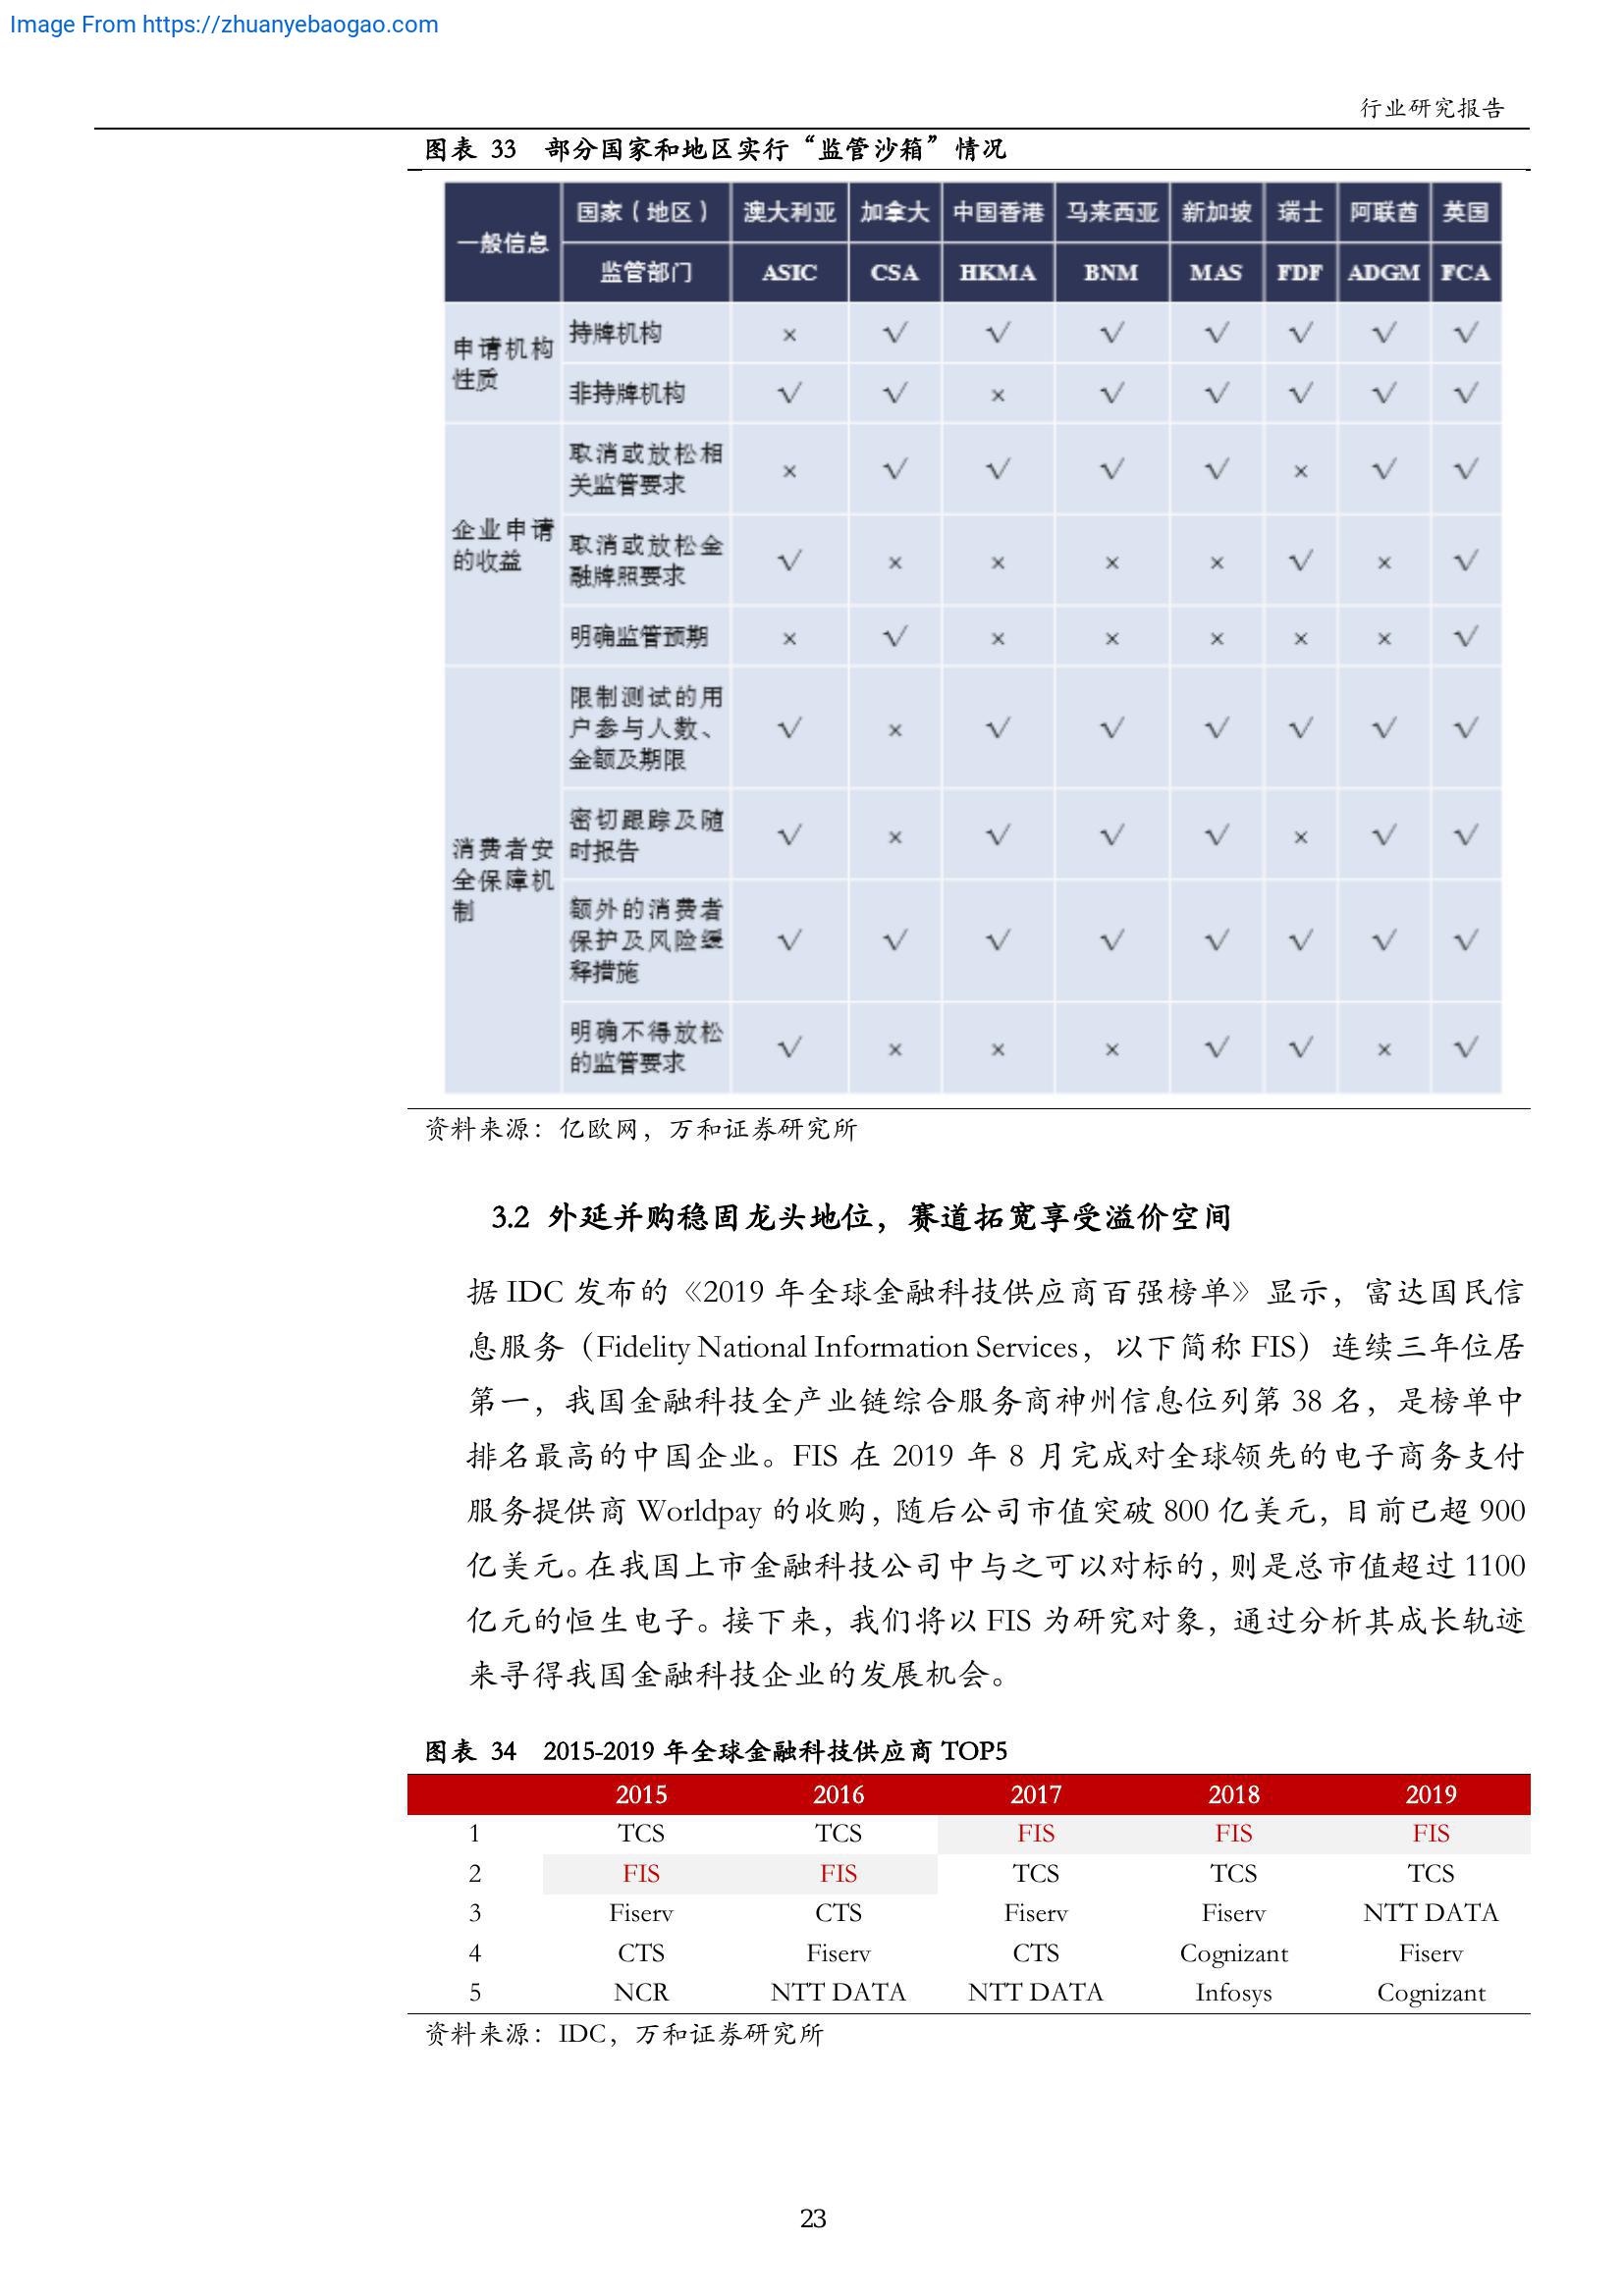 Image From https://zhuanyebaogao.com
行业研究报告
图表 33 部分国家和地区实行“监管沙箱”情况
一般信息 国家（地区） 澳大利亚 加拿大 中国香港 马来西亚 新加坡 瑞士 阿联酋 英国
监管部门 ASIC CSA HKMA BNM MAS FDF ADGM FCA
申请机构
性质
持牌机构 × √ √ √ √ √ √ √
非持牌机构 √ √ × √ √ √ √ √
企业申请
的收益
取消或放松相
关监管要求 × √ √ √ √ × √ √
取消或放松金
融牌照要求 √ × × × × √ × √
明确监管预期 × √ × × × × × √
消费者安
全保障机
制
限制测试的用
户参与人数、
金额及期限 √ × √ √ √ √ √ √
密切跟踪及随
时报告 √ × √ √ √ × √ √
额外的消费者
保护及风险缓
释措施 √ √ √ √ √ √ √ √
明确不得放松
的监管要求 √ × × × √ √ × √
资料来源：亿欧网，万和证券研究所
3.2 外延并购稳固龙头地位，赛道拓宽享受溢价空间
据 IDC 发布的《2019 年全球金融科技供应商百强榜单》显示，富达国民信
息服务（Fidelity National Information Services，以下简称 FIS）连续三年位居
第一，我国金融科技全产业链综合服务商神州信息位列第 38 名，是榜单中
排名最高的中国企业。FIS 在 2019 年 8 月完成对全球领先的电子商务支付
服务提供商 Worldpay 的收购，随后公司市值突破 800 亿美元，目前已超 900
亿美元。在我国上市金融科技公司中与之可以对标的，则是总市值超过 1100
亿元的恒生电子。接下来，我们将以 FIS 为研究对象，通过分析其成长轨迹
来寻得我国金融科技企业的发展机会。
图表 34 2015-2019 年全球金融科技供应商 TOP5
2015 2016 2017 2018 2019
1 TCS TCS FIS FIS FIS
2 FIS FIS TCS TCS TCS
3 Fiserv CTS Fiserv Fiserv NTT DATA
4 CTS Fiserv CTS Cognizant Fiserv
5 NCR NTT DATA NTT DATA Infosys Cognizant
资料来源：IDC，万和证券研究所
23